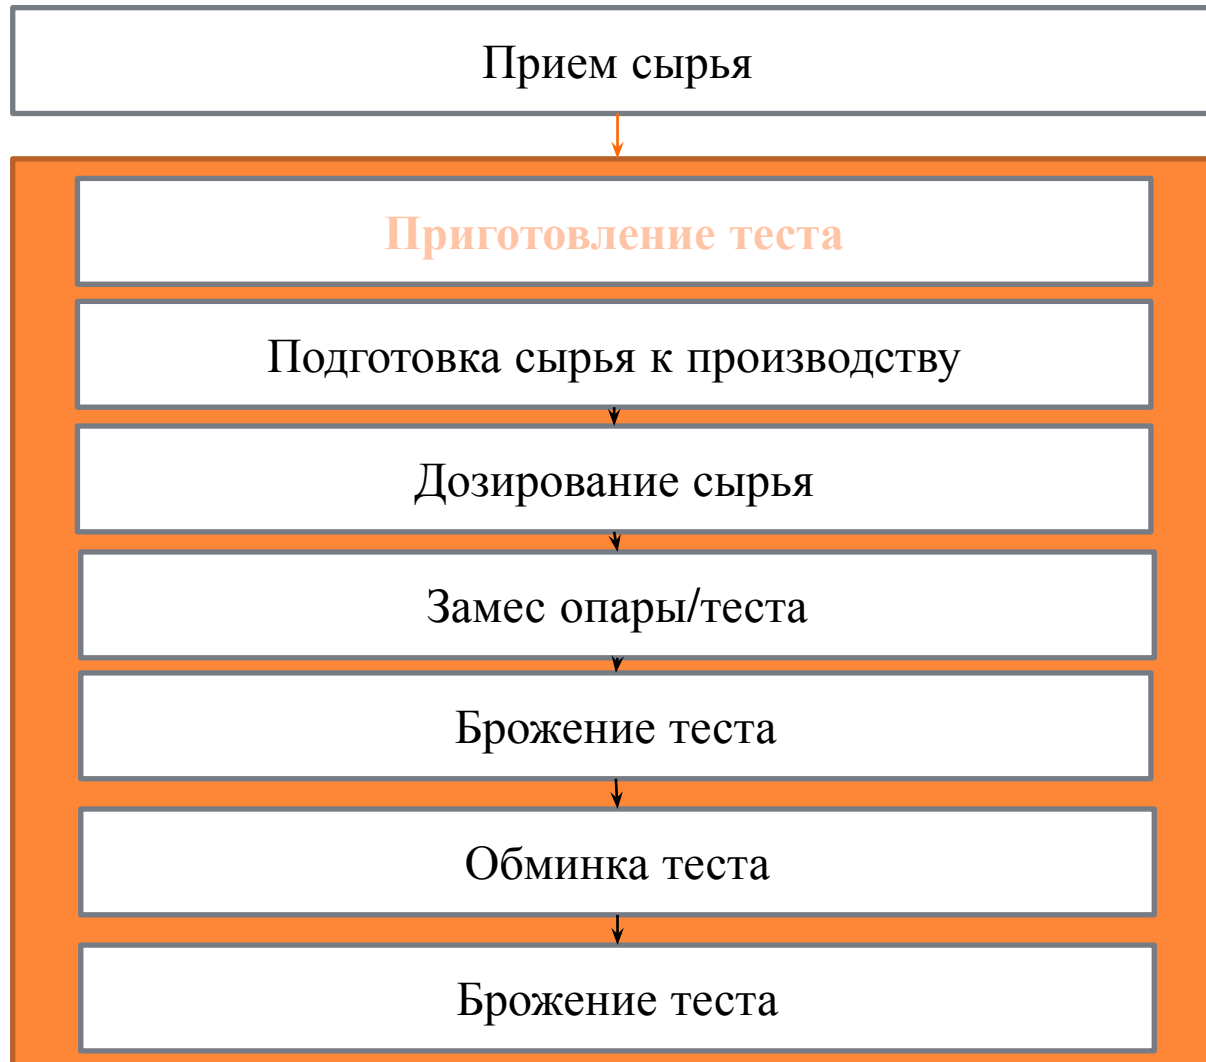 Прием сырья
Приготовление теста
Подготовка сырья к производству
Дозирование сырья
Замес опары/теста
Брожение теста
Обминка теста
Брожение теста